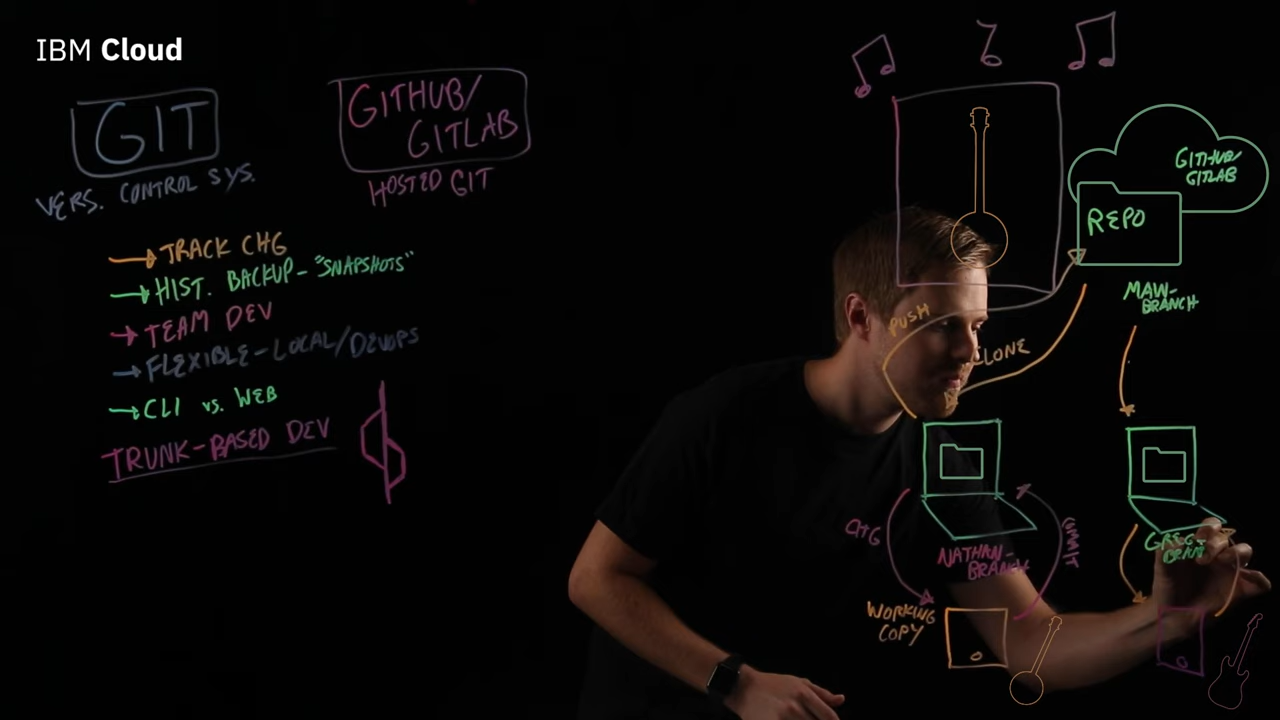 IBM Cloud
GIT
VERS. CONTROL SYS.
GITHUB/
GITLAB
HOSTED GIT
TRACK CHG
HIST. BACKUP - "SNAPSHOTS"
TEAM DEV
FLEXIBLE - LOCAL/DEVOPS
CLI vs. WEB
TRUNK-BASED DEV
GITHUB/
GITLAB
REPO
MAIN-
BRANCH
PUSH
CLONE
CHG
COMMIT
NATHAN-
BRANCH
WORKING
COPY
GREG-